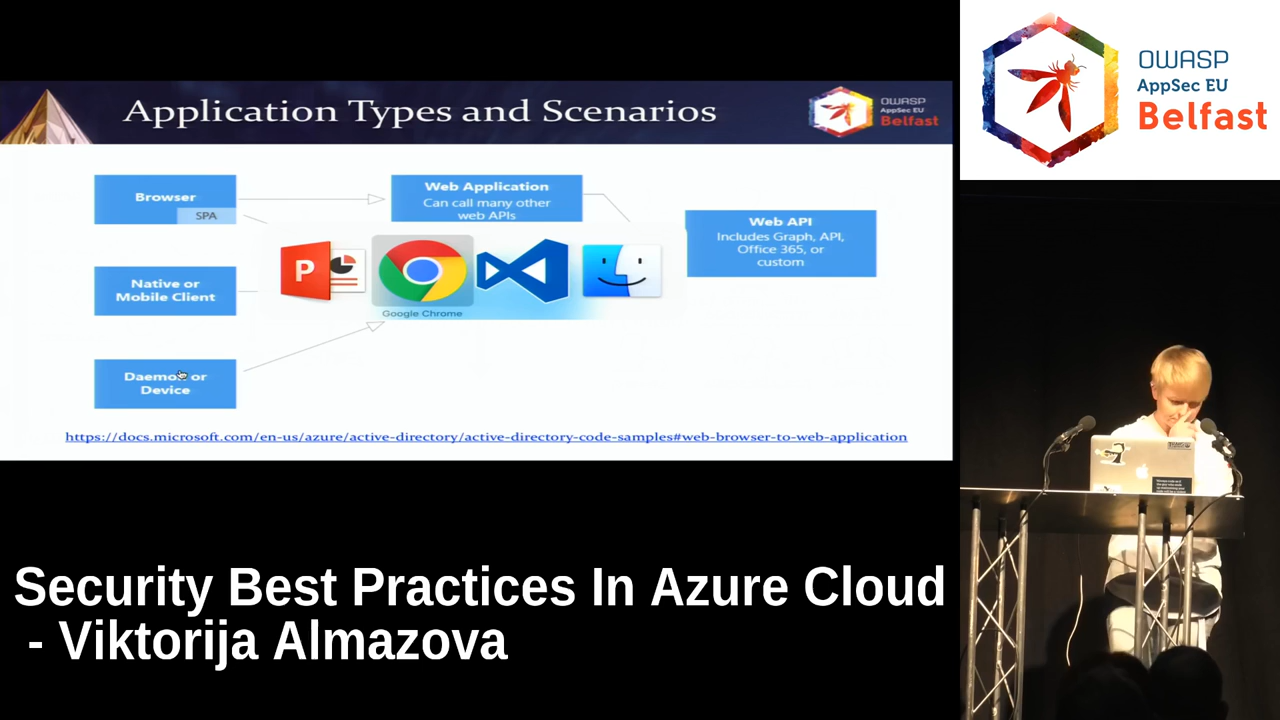 Application Types and Scenarios
OWASP
AppSec EU
Belfast
Browser
SPA
Web Application
Can call many other
web APIs
Web API
Includes Graph, API,
Office 365, or
custom
P
Native or
Mobile Client
Google Chrome
Daemon or
Device
https://docs.microsoft.com/en-us/azure/active-directory/active-directory-code-samples#web-browser-to-web-application
OWASP
AppSec EU
Belfast
Security Best Practices In Azure Cloud
- Viktorija Almazova